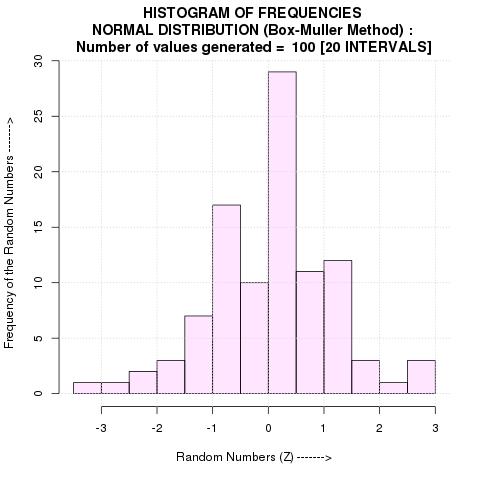 HISTOGRAM OF FREQUENCIES
NORMAL DISTRIBUTION (Box-Muller Method) :
Number of values generated = 100 [20 INTERVALS]
Frequency of the Random Numbers ------->
30
25
20
15
10
5
0
-3 -2 -1 0 1 2 3
Random Numbers (Z) ------->